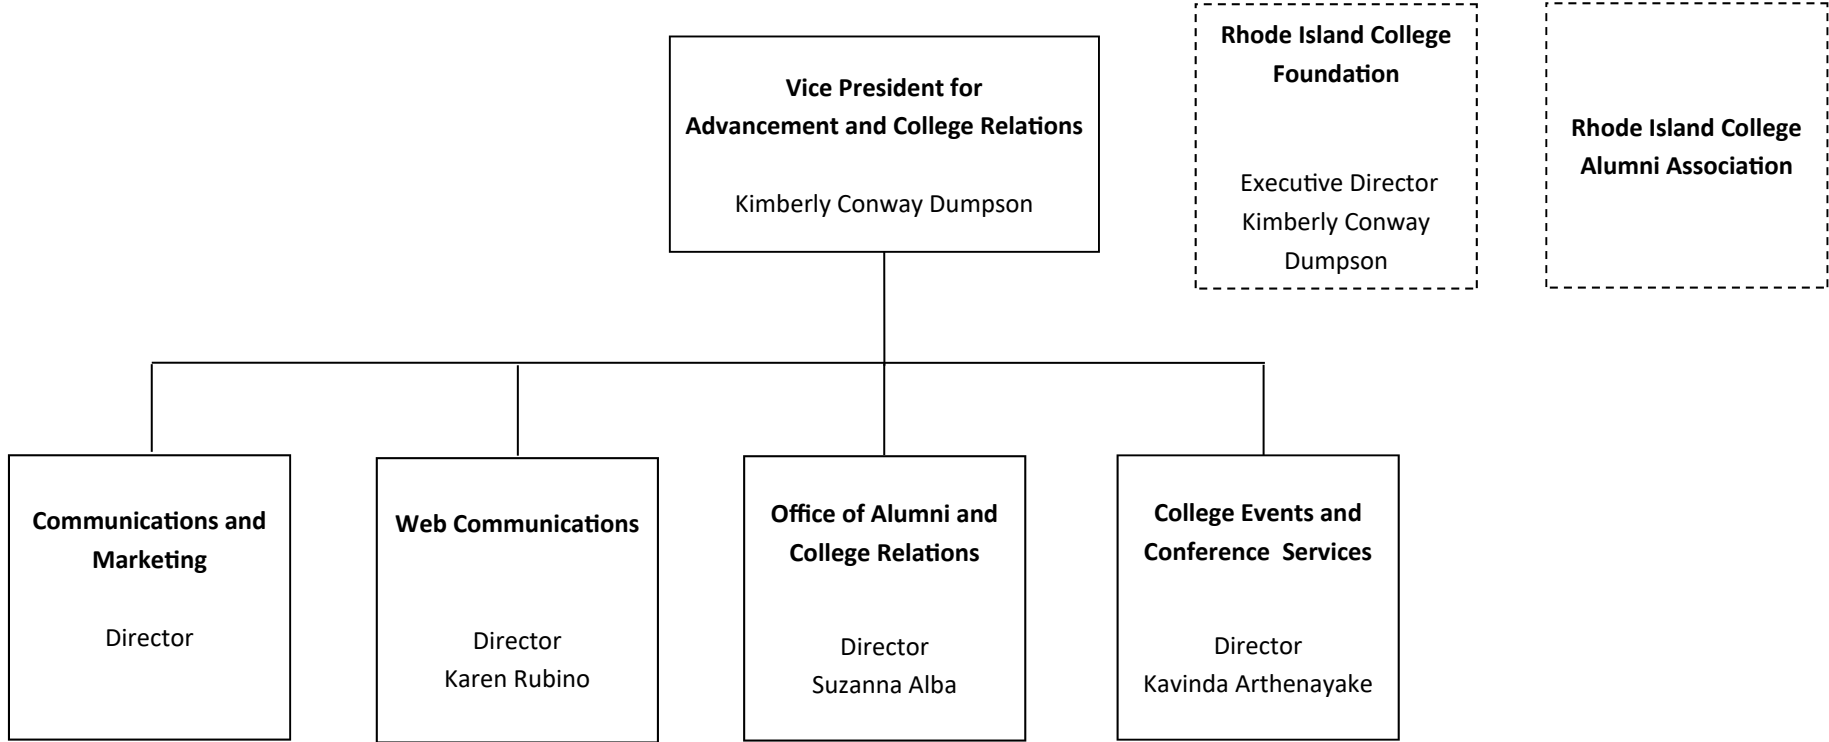 Vice President for
Advancement and College Relations
Kimberly Conway Dumpson
Rhode Island College
Foundation
Executive Director
Kimberly Conway
Dumpson
Rhode Island College
Alumni Association
Communications and
Marketing
Director
Web Communications
Director
Karen Rubino
Office of Alumni and
College Relations
Director
Suzanna Alba
College Events and
Conference  Services
Director
Kavinda Arthenayake